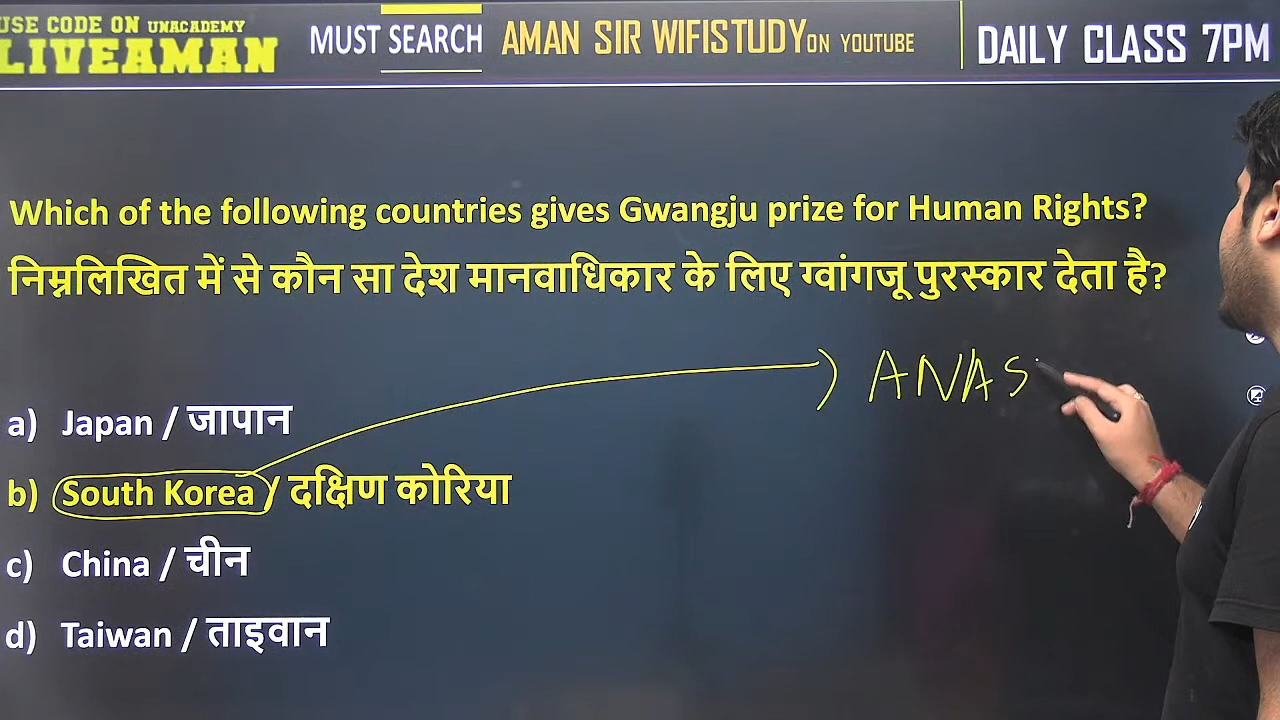 USE CODE ON UNACADEMY
LIVEAMAN
MUST SEARCH AMAN SIR WIFISTUDY ON YOUTUBE
DAILY CLASS 7PM
Which of the following countries gives Gwangju prize for Human Rights?
निम्नलिखित में से कौन सा देश मानवाधिकार के लिए ग्वांगजू पुरस्कार देता है?
ANAS
a) Japan / जापान
b) South Korea / दक्षिण कोरिया
c) China / चीन
d) Taiwan / ताइवान